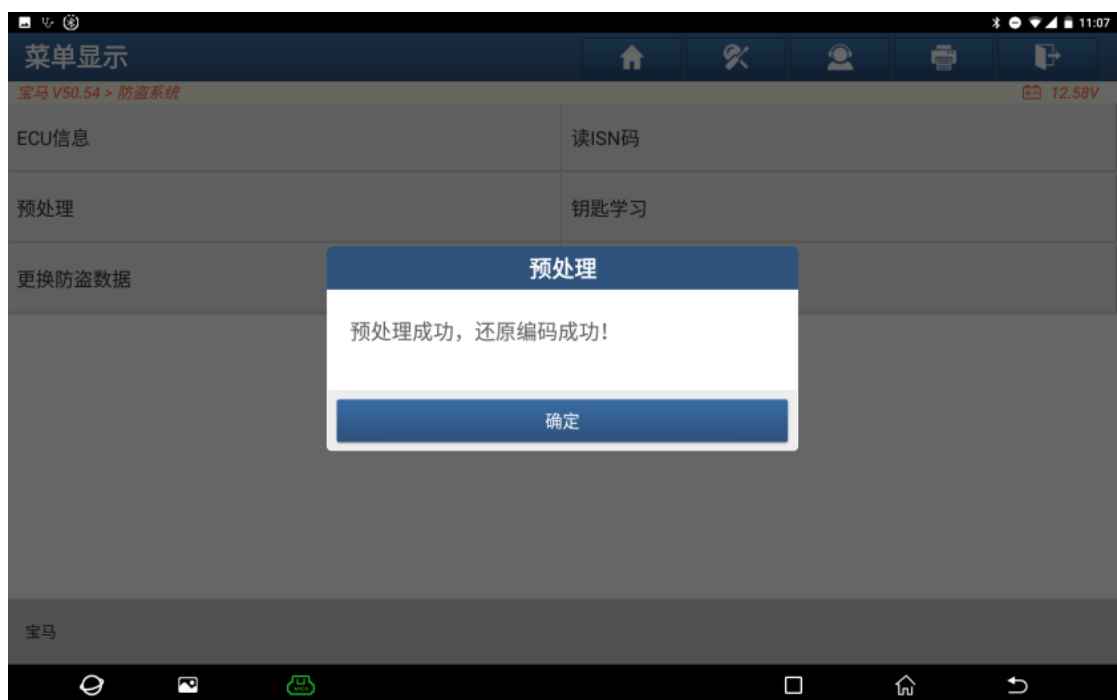 11:07
菜单显示
宝马 V50.54 > 防盗系统
12.58V
ECU信息
读ISN码
预处理
钥匙学习
更换防盗数据
预处理
预处理成功，还原编码成功!
确定
宝马
VCI